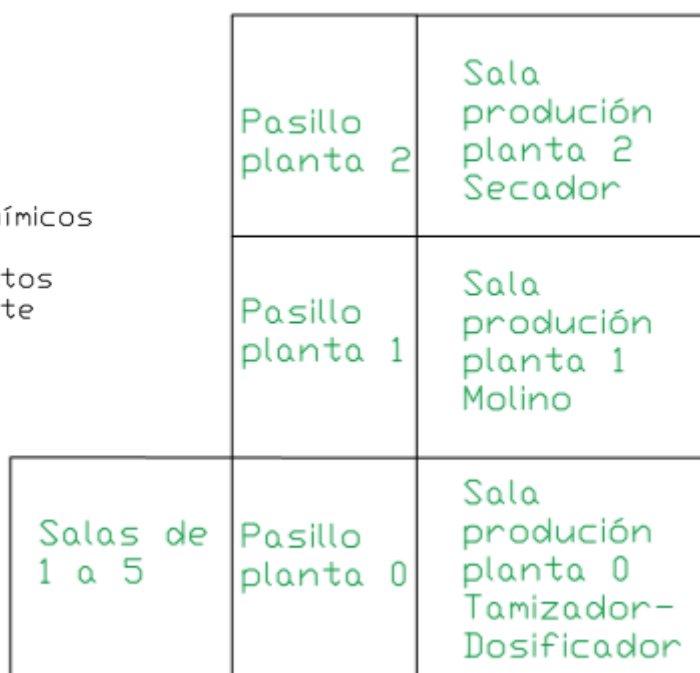 Pasillo
planta 2
Sala
produción
planta 2
Secador
tos
te
Pasillo
planta 1
Sala
produción
planta 1
Molino
Salas de
1 a 5
Pasillo
planta 0
Sala
produción
planta 0
Tamizador-
Dosificador